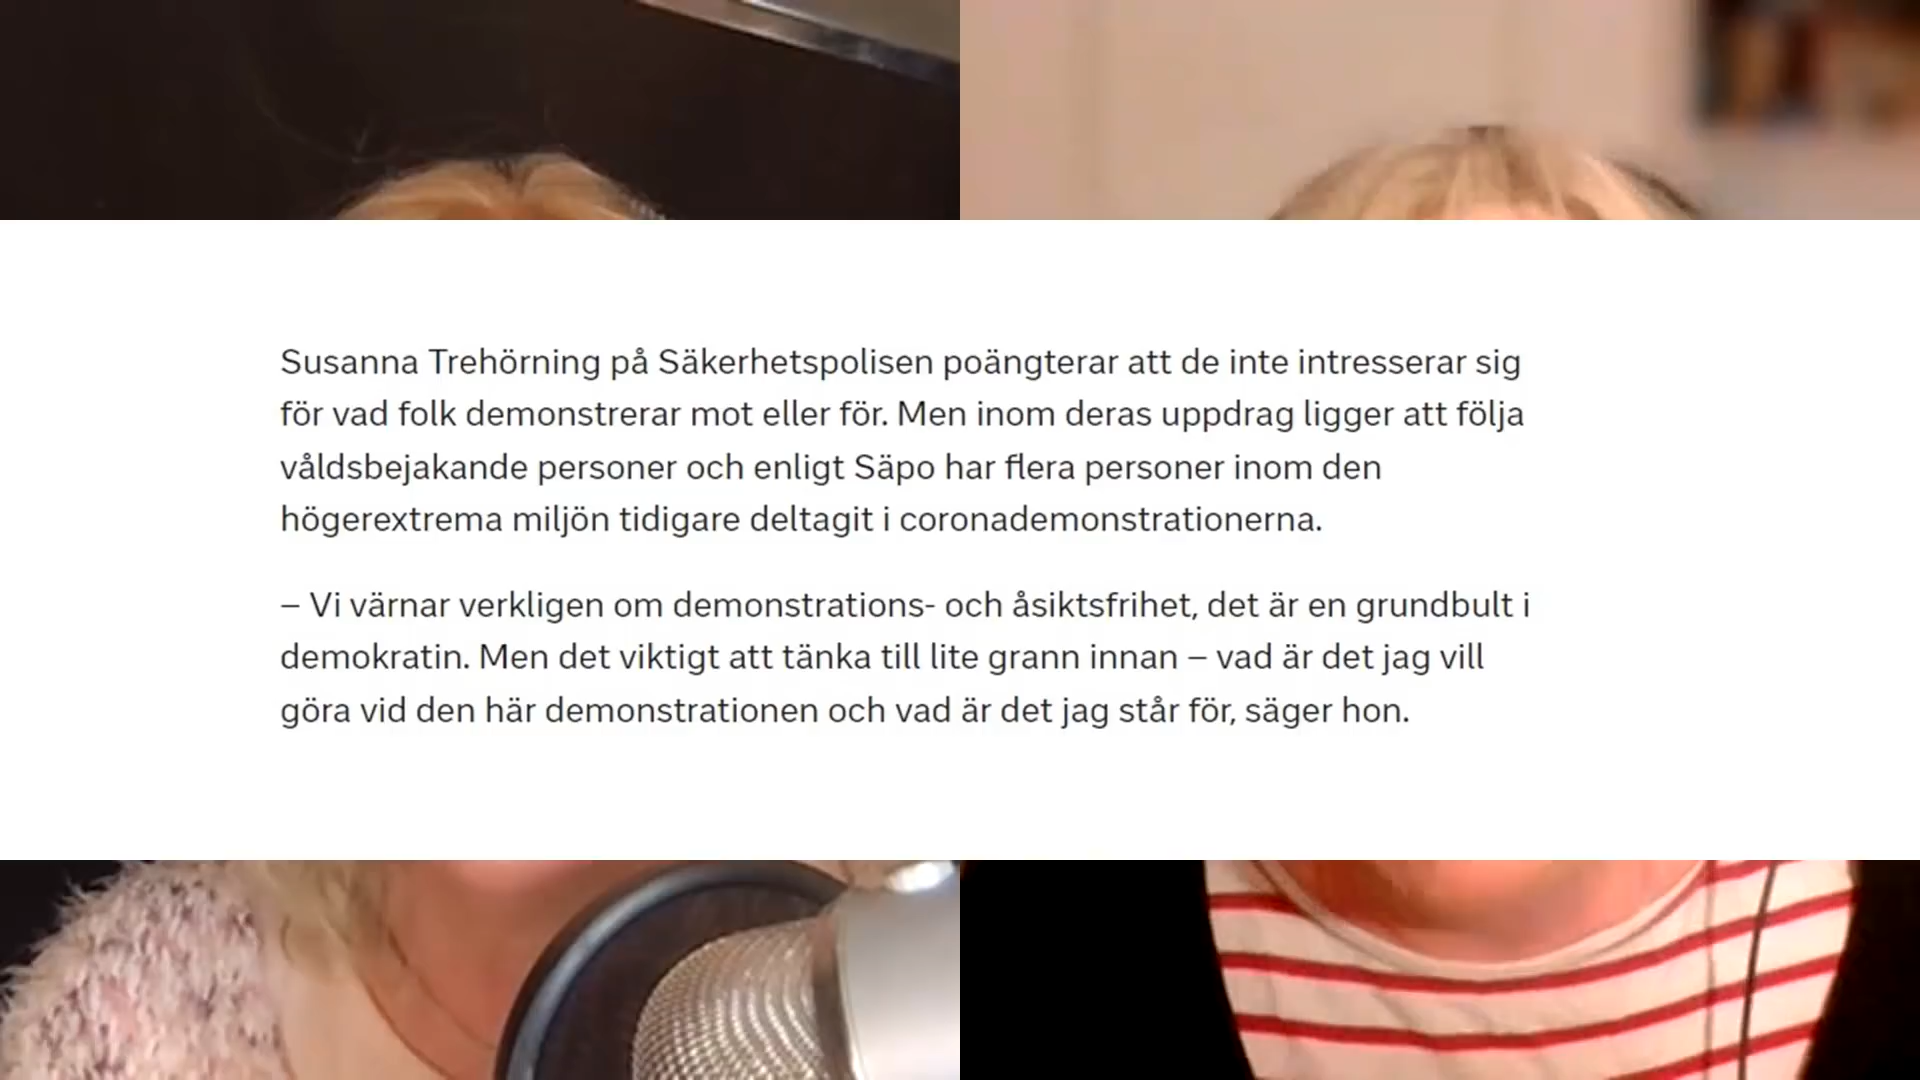 Susanna Trehörning på Säkerhetspolisen poängterar att de inte intresserar sig
för vad folk demonstrerar mot eller för. Men inom deras uppdrag ligger att följa
våldsbejakande personer och enligt Säpo har flera personer inom den
högerextrema miljön tidigare deltagit i coronademonstrationerna.
– Vi värnar verkligen om demonstrations- och åsiktsfrihet, det är en grundbult i
demokratin. Men det viktigt att tänka till lite grann innan – vad är det jag vill
göra vid den här demonstrationen och vad är det jag står för, säger hon.